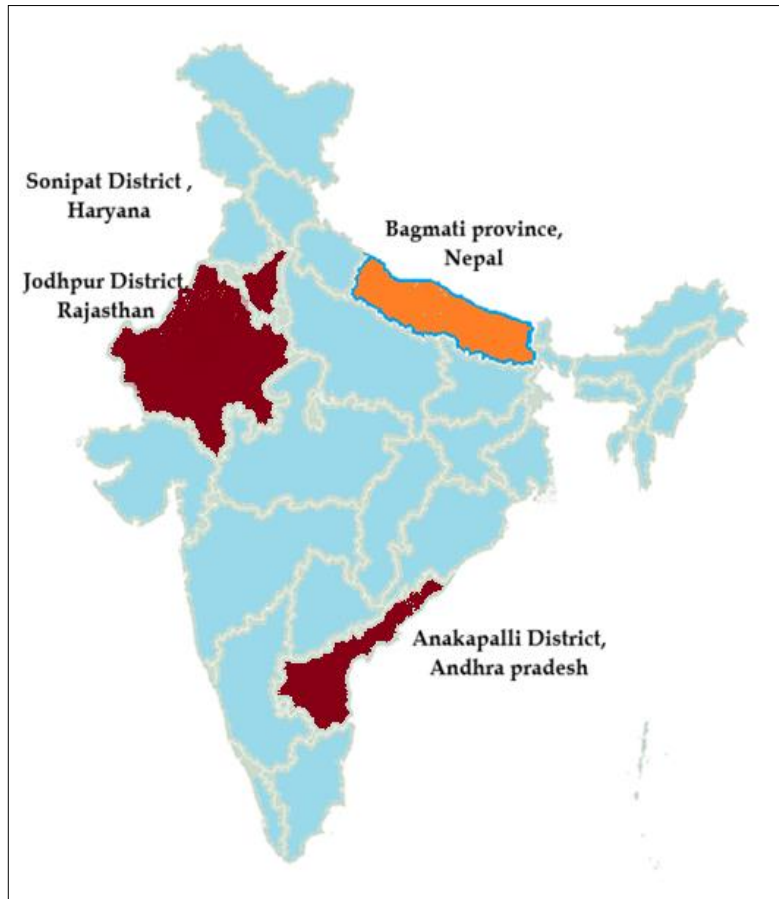 Sonipat District ,
Haryana
Bagmati province,
Nepal
Jodhpur District,
Rajasthan
Anakapalli District,
Andhra pradesh